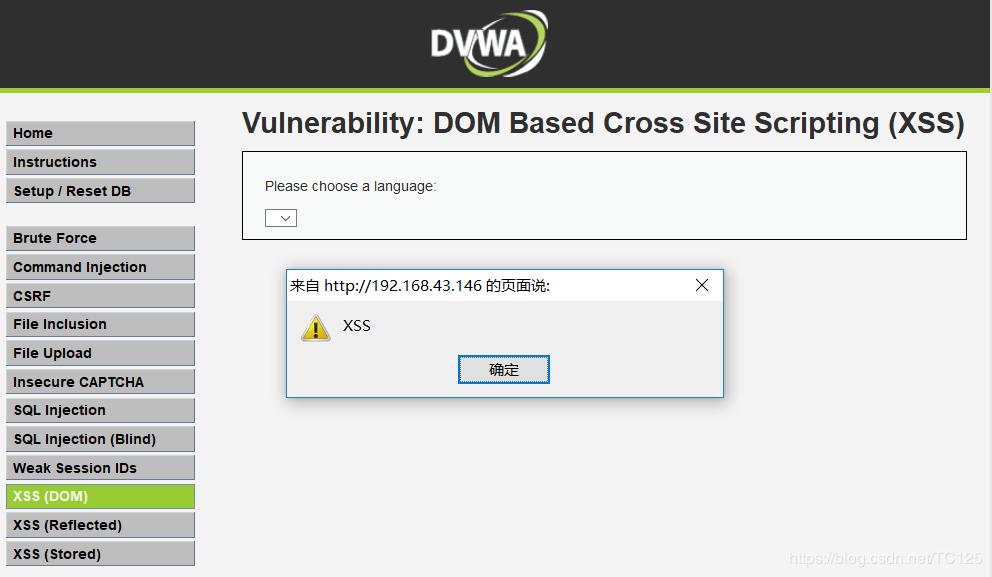 DVWA
Vulnerability: DOM Based Cross Site Scripting (XSS)
Home
Instructions
Setup / Reset DB
Brute Force
Command Injection
CSRF
File Inclusion
File Upload
Insecure CAPTCHA
SQL Injection
SQL Injection (Blind)
Weak Session IDs
XSS (DOM)
XSS (Reflected)
XSS (Stored)
Please choose a language:
来自 http://192.168.43.146 的页面说:
XSS
确定
https://blog.csdn.net/TC125